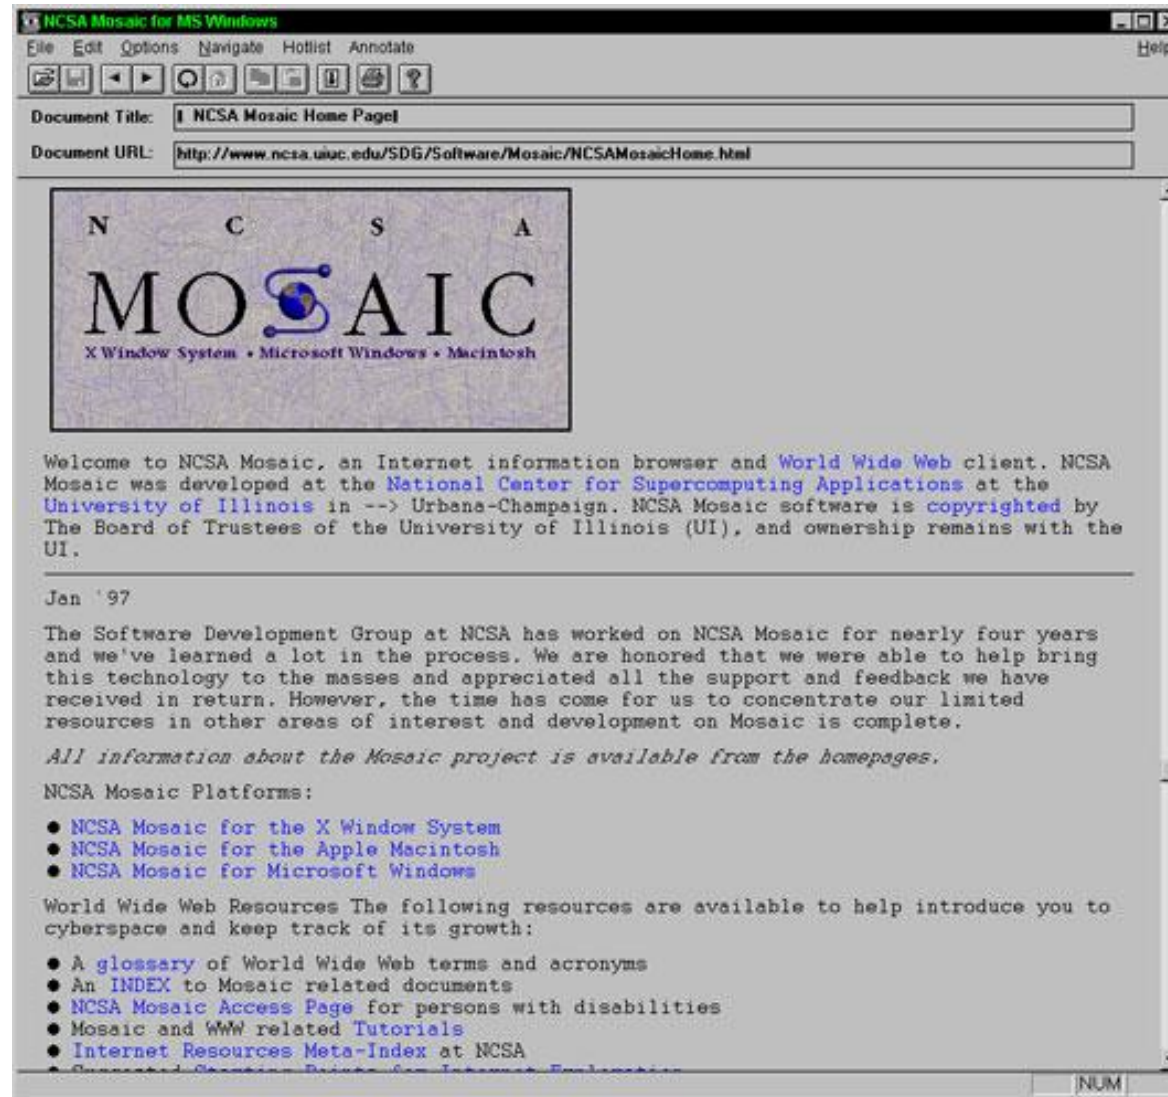 NCSA Mosaic for MS Windows
File Edit Options Navigate Hotlist Annotate Help
Document Title: NCSA Mosaic Home Page
Document URL: http://www.ncsa.uiuc.edu/SDG/Software/Mosaic/NCSAMosaicHome.html
N C S A
MOSAIC
X Window System • Microsoft Windows • Macintosh
Welcome to NCSA Mosaic, an Internet information browser and World Wide Web client. NCSA
Mosaic was developed at the National Center for Supercomputing Applications at the
University of Illinois in --> Urbana-Champaign. NCSA Mosaic software is copyrighted by
The Board of Trustees of the University of Illinois (UI), and ownership remains with the
UI.
Jan '97
The Software Development Group at NCSA has worked on NCSA Mosaic for nearly four years
and we've learned a lot in the process. We are honored that we were able to help bring
this technology to the masses and appreciated all the support and feedback we have
received in return. However, the time has come for us to concentrate our limited
resources in other areas of interest and development on Mosaic is complete.
All information about the Mosaic project is available from the homepages.
NCSA Mosaic Platforms:
● NCSA Mosaic for the X Window System
● NCSA Mosaic for the Apple Macintosh
● NCSA Mosaic for Microsoft Windows
World Wide Web Resources The following resources are available to help introduce you to
cyberspace and keep track of its growth:
● A glossary of World Wide Web terms and acronyms
● An INDEX to Mosaic related documents
● NCSA Mosaic Access Page for persons with disabilities
● Mosaic and WWW related Tutorials
● Internet Resources Meta-Index at NCSA
● Suggested Starting Points for Internet Exploration
NUM